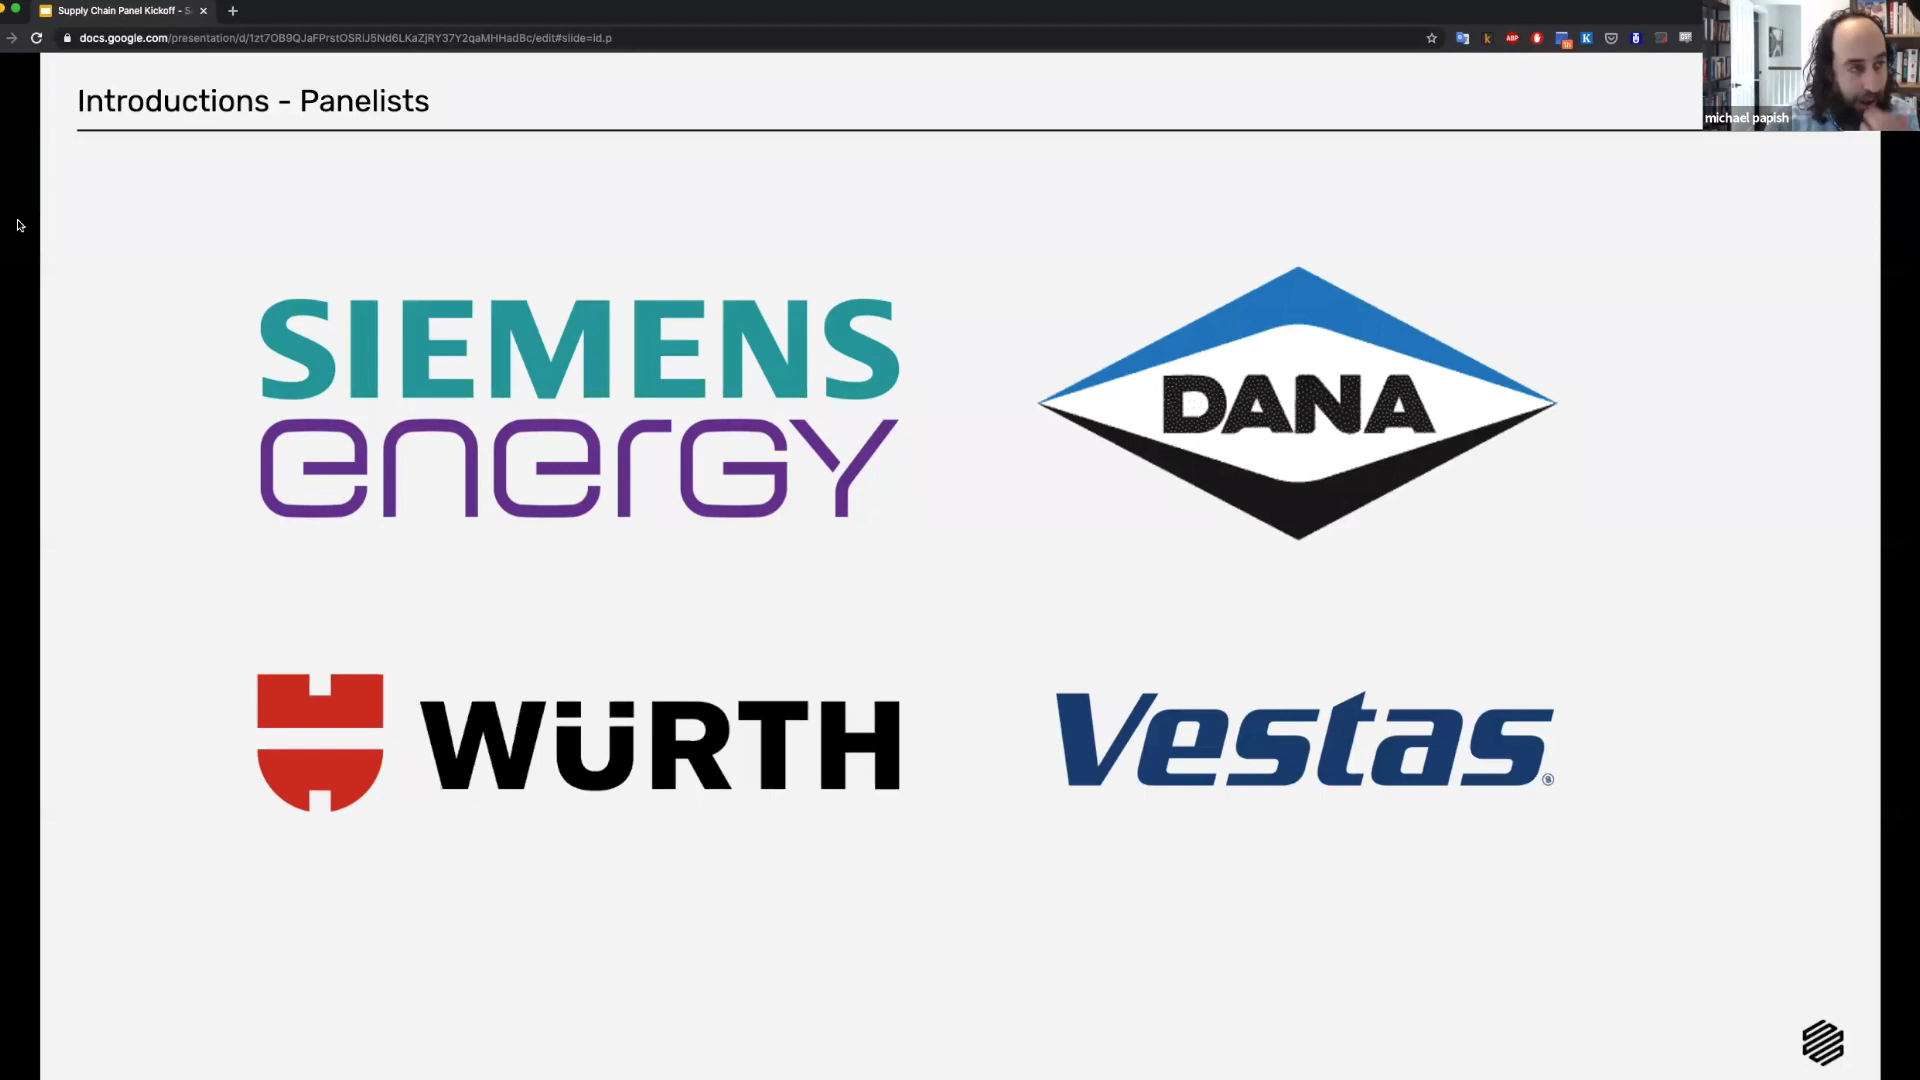 Supply Chain Panel Kickoff - S
docs.google.com/presentation/d/1zt7OB9QJaFPrstOSRiJ5Nd6LKaZjRY37Y2qaMHHadBc/edit#slide=id.p
Introductions - Panelists
michael papish
SIEMENS
energy
DANA
WÜRTH
Vestas®